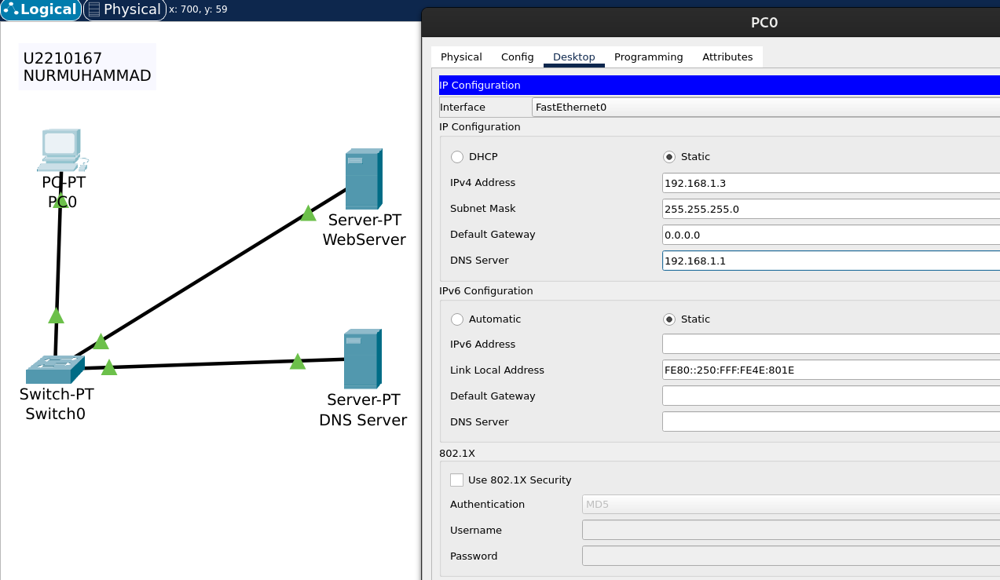 Logical Physical x: 700, y: 59
U2210167
NURMUHAMMAD
PC-PT
PC0
Server-PT
WebServer
Switch-PT
Switch0
Server-PT
DNS Server
PC0
Physical Config Desktop Programming Attributes
IP Configuration
Interface FastEthernet0
IP Configuration
DHCP Static
IPv4 Address 192.168.1.3
Subnet Mask 255.255.255.0
Default Gateway 0.0.0.0
DNS Server 192.168.1.1
IPv6 Configuration
Automatic Static
IPv6 Address
Link Local Address FE80::250:FFF:FE4E:801E
Default Gateway
DNS Server
802.1X
Use 802.1X Security
Authentication MD5
Username
Password